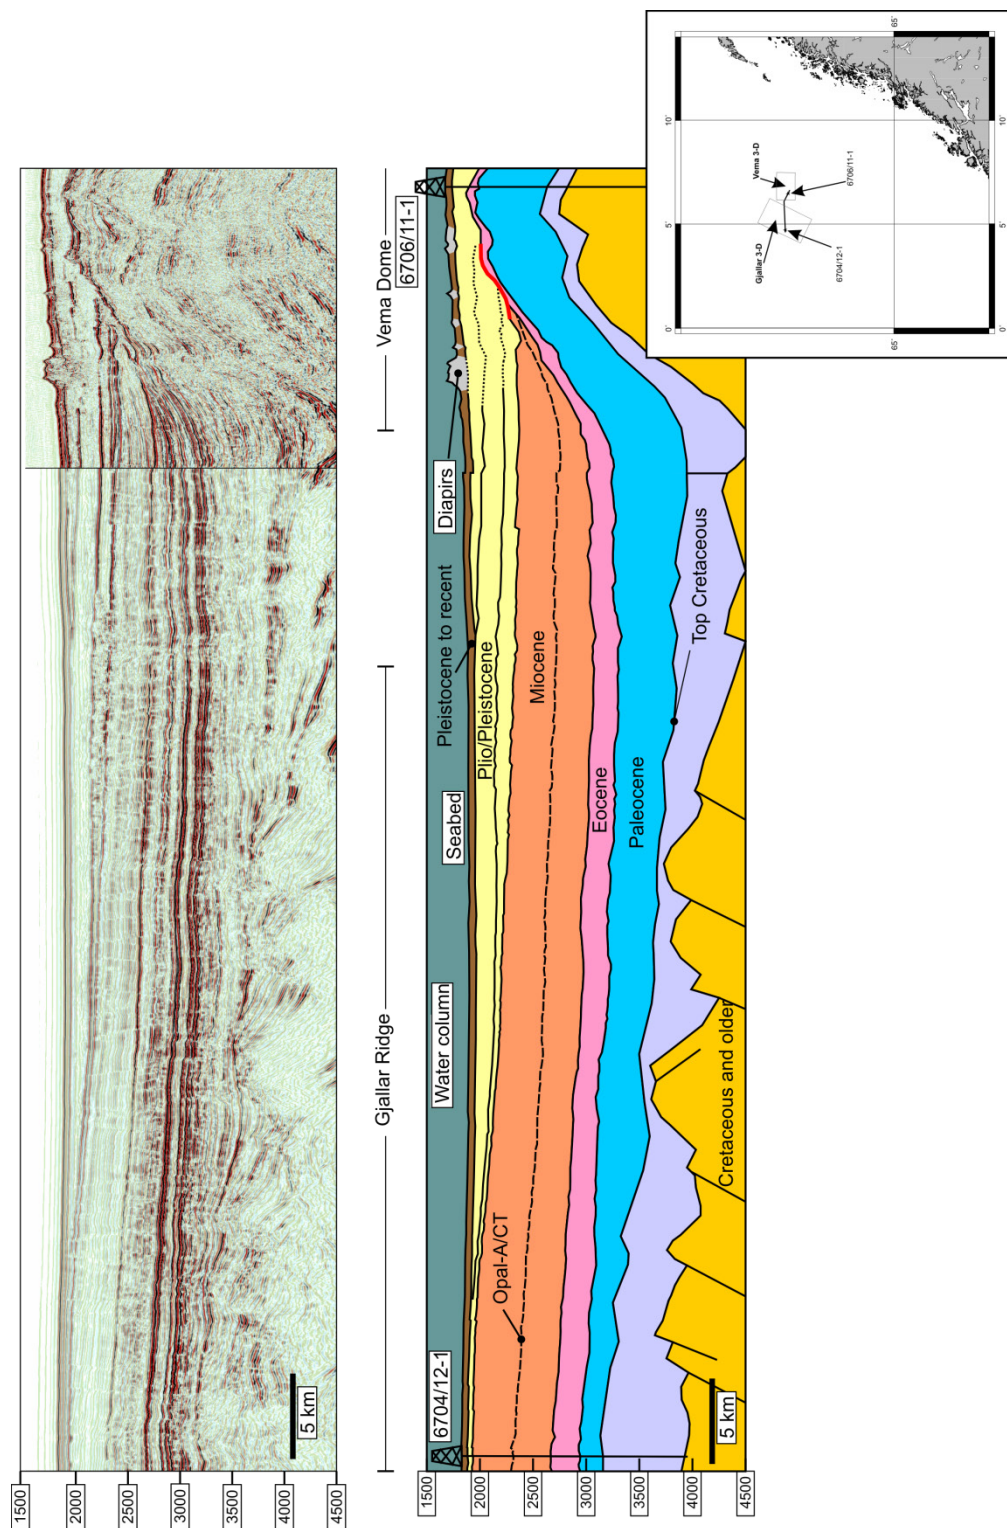 1500
2000
2500
3000
3500
4000
4500
5 km
Gjallar Ridge
Vema Dome
6704/12-1
6706/11-1
Water column
Seabed
Pleistocene to recent
Diapirs
Plio/Pleistocene
Miocene
Opal-A/CT
Eocene
Paleocene
Top Cretaceous
Cretaceous and older
1500
2000
2500
3000
3500
4000
4500
5 km
0°
5°
10°
65°
65°
Gjallar 3-D
Vema 3-D
6704/12-1
6706/11-1